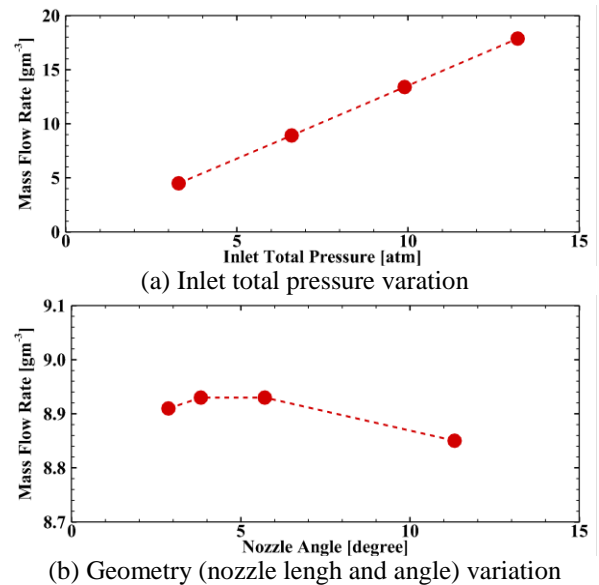 20
15
10
5
0
Mass Flow Rate [gm-3]
0 5 10 15
Inlet Total Pressure [atm]
(a) Inlet total pressure varation
9.1
9.0
8.9
8.8
8.7
Mass Flow Rate [gm-3]
0 5 10 15
Nozzle Angle [degree]
(b) Geometry (nozzle lengh and angle) variation